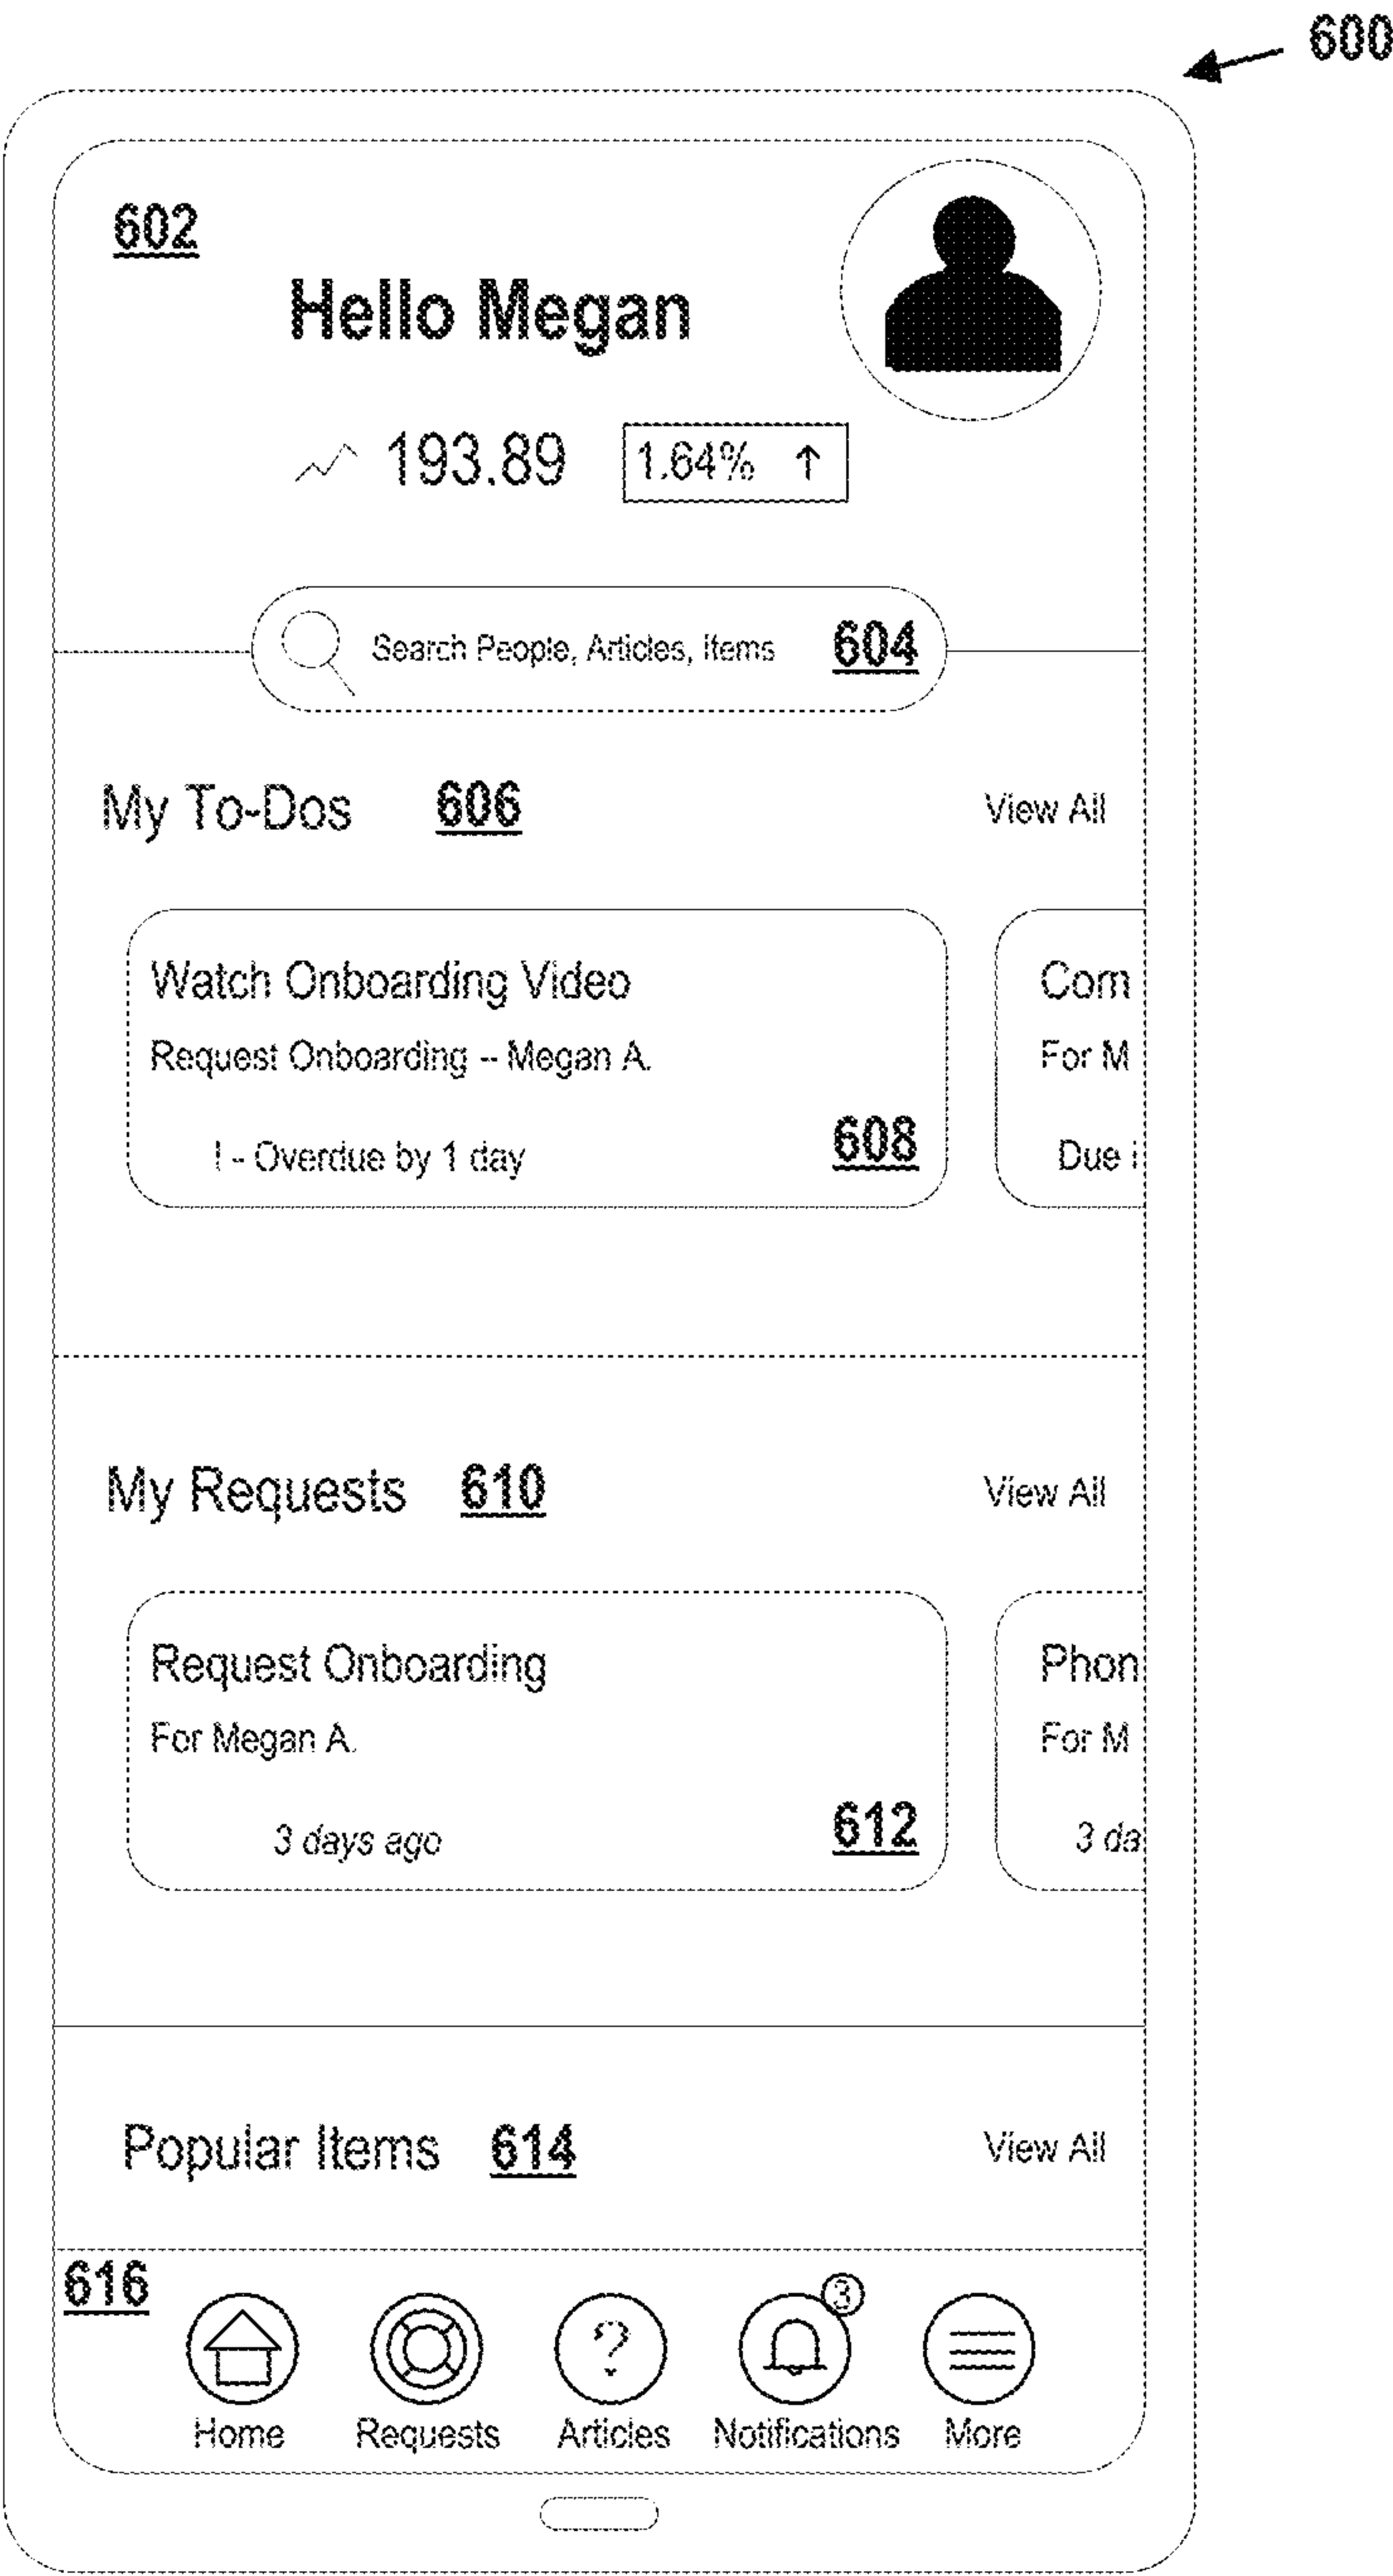 600
602
Hello Megan
193.89 1.64% ↑
Search People, Articles, Items 604
My To-Dos 606 View All
Watch Onboarding Video
Request Onboarding -- Megan A.
! - Overdue by 1 day 608
Com
For M
Due i
My Requests 610 View All
Request Onboarding
For Megan A.
3 days ago 612
Phon
For M
3 da
Popular Items 614 View All
616
3
?
Home Requests Articles Notifications More